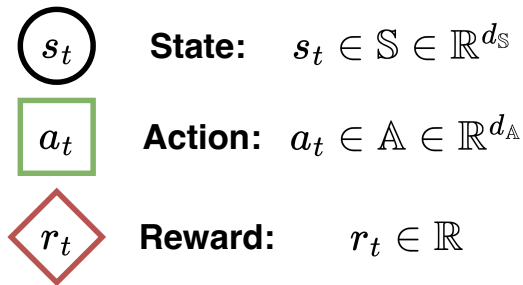 s_t State: s_t ∈ 𝕊 ∈ ℝ^{d_𝕊}
a_t Action: a_t ∈ 𝔸 ∈ ℝ^{d_𝔸}
r_t Reward: r_t ∈ ℝ